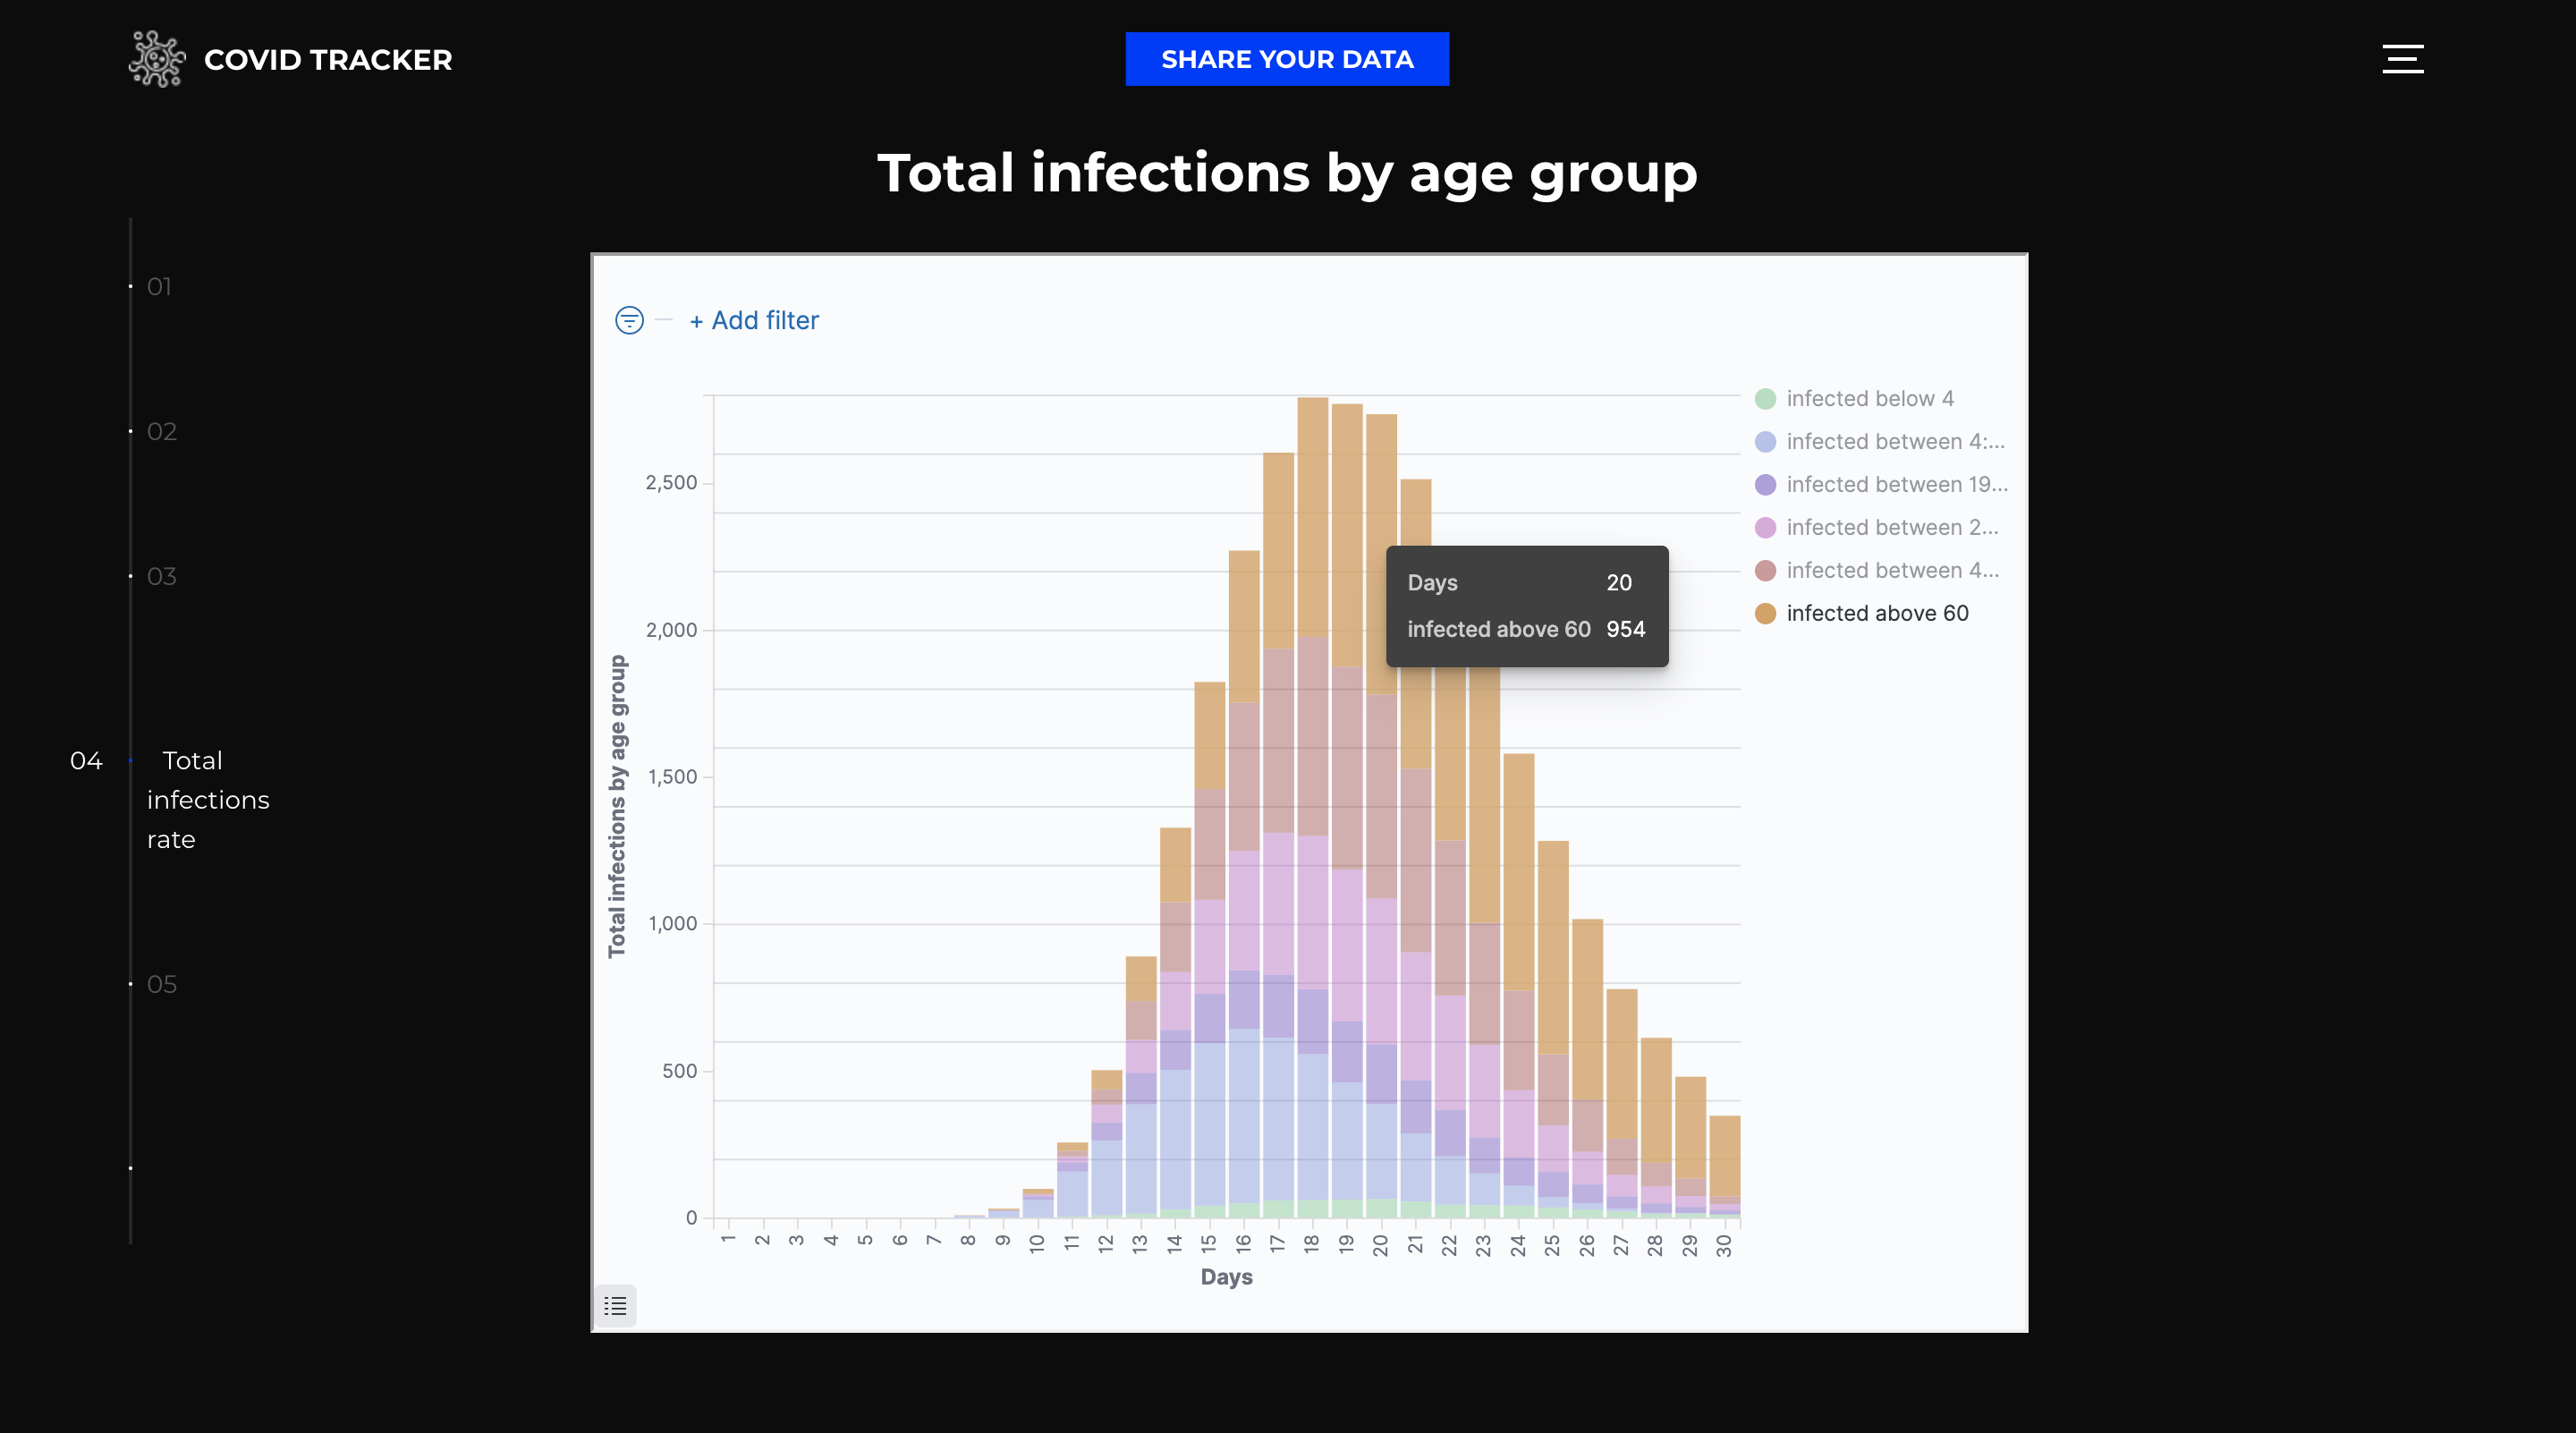 COVID TRACKER
SHARE YOUR DATA
Total infections by age group
01
02
03
04 Total
infections
rate
05
+ Add filter
Total infections by age group
2,500
2,000
1,500
1,000
500
0
1 2 3 4 5 6 7 8 9 10 11 12 13 14 15 16 17 18 19 20 21 22 23 24 25 26 27 28 29 30
Days
Days 20
infected above 60 954
infected below 4
infected between 4:...
infected between 19...
infected between 2...
infected between 4...
infected above 60